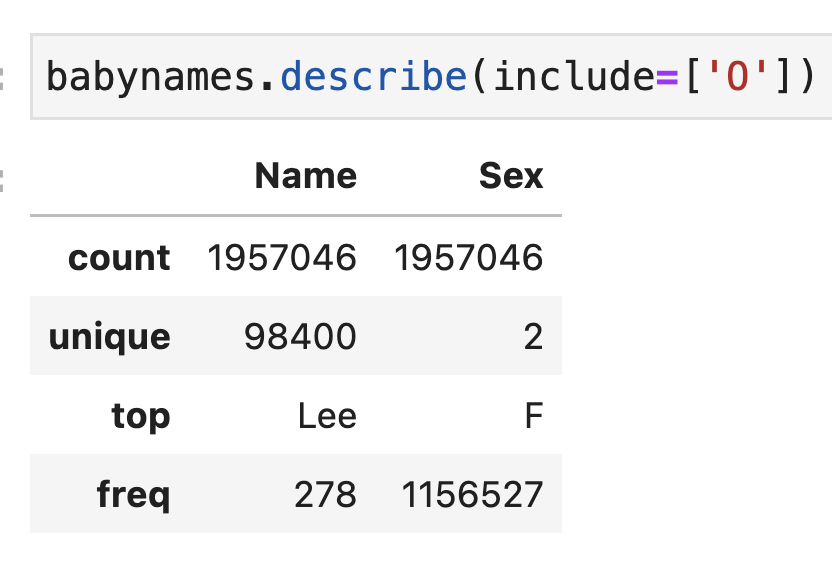 babynames.describe(include=['O'])
Name Sex
count 1957046 1957046
unique 98400 2
top Lee F
freq 278 1156527